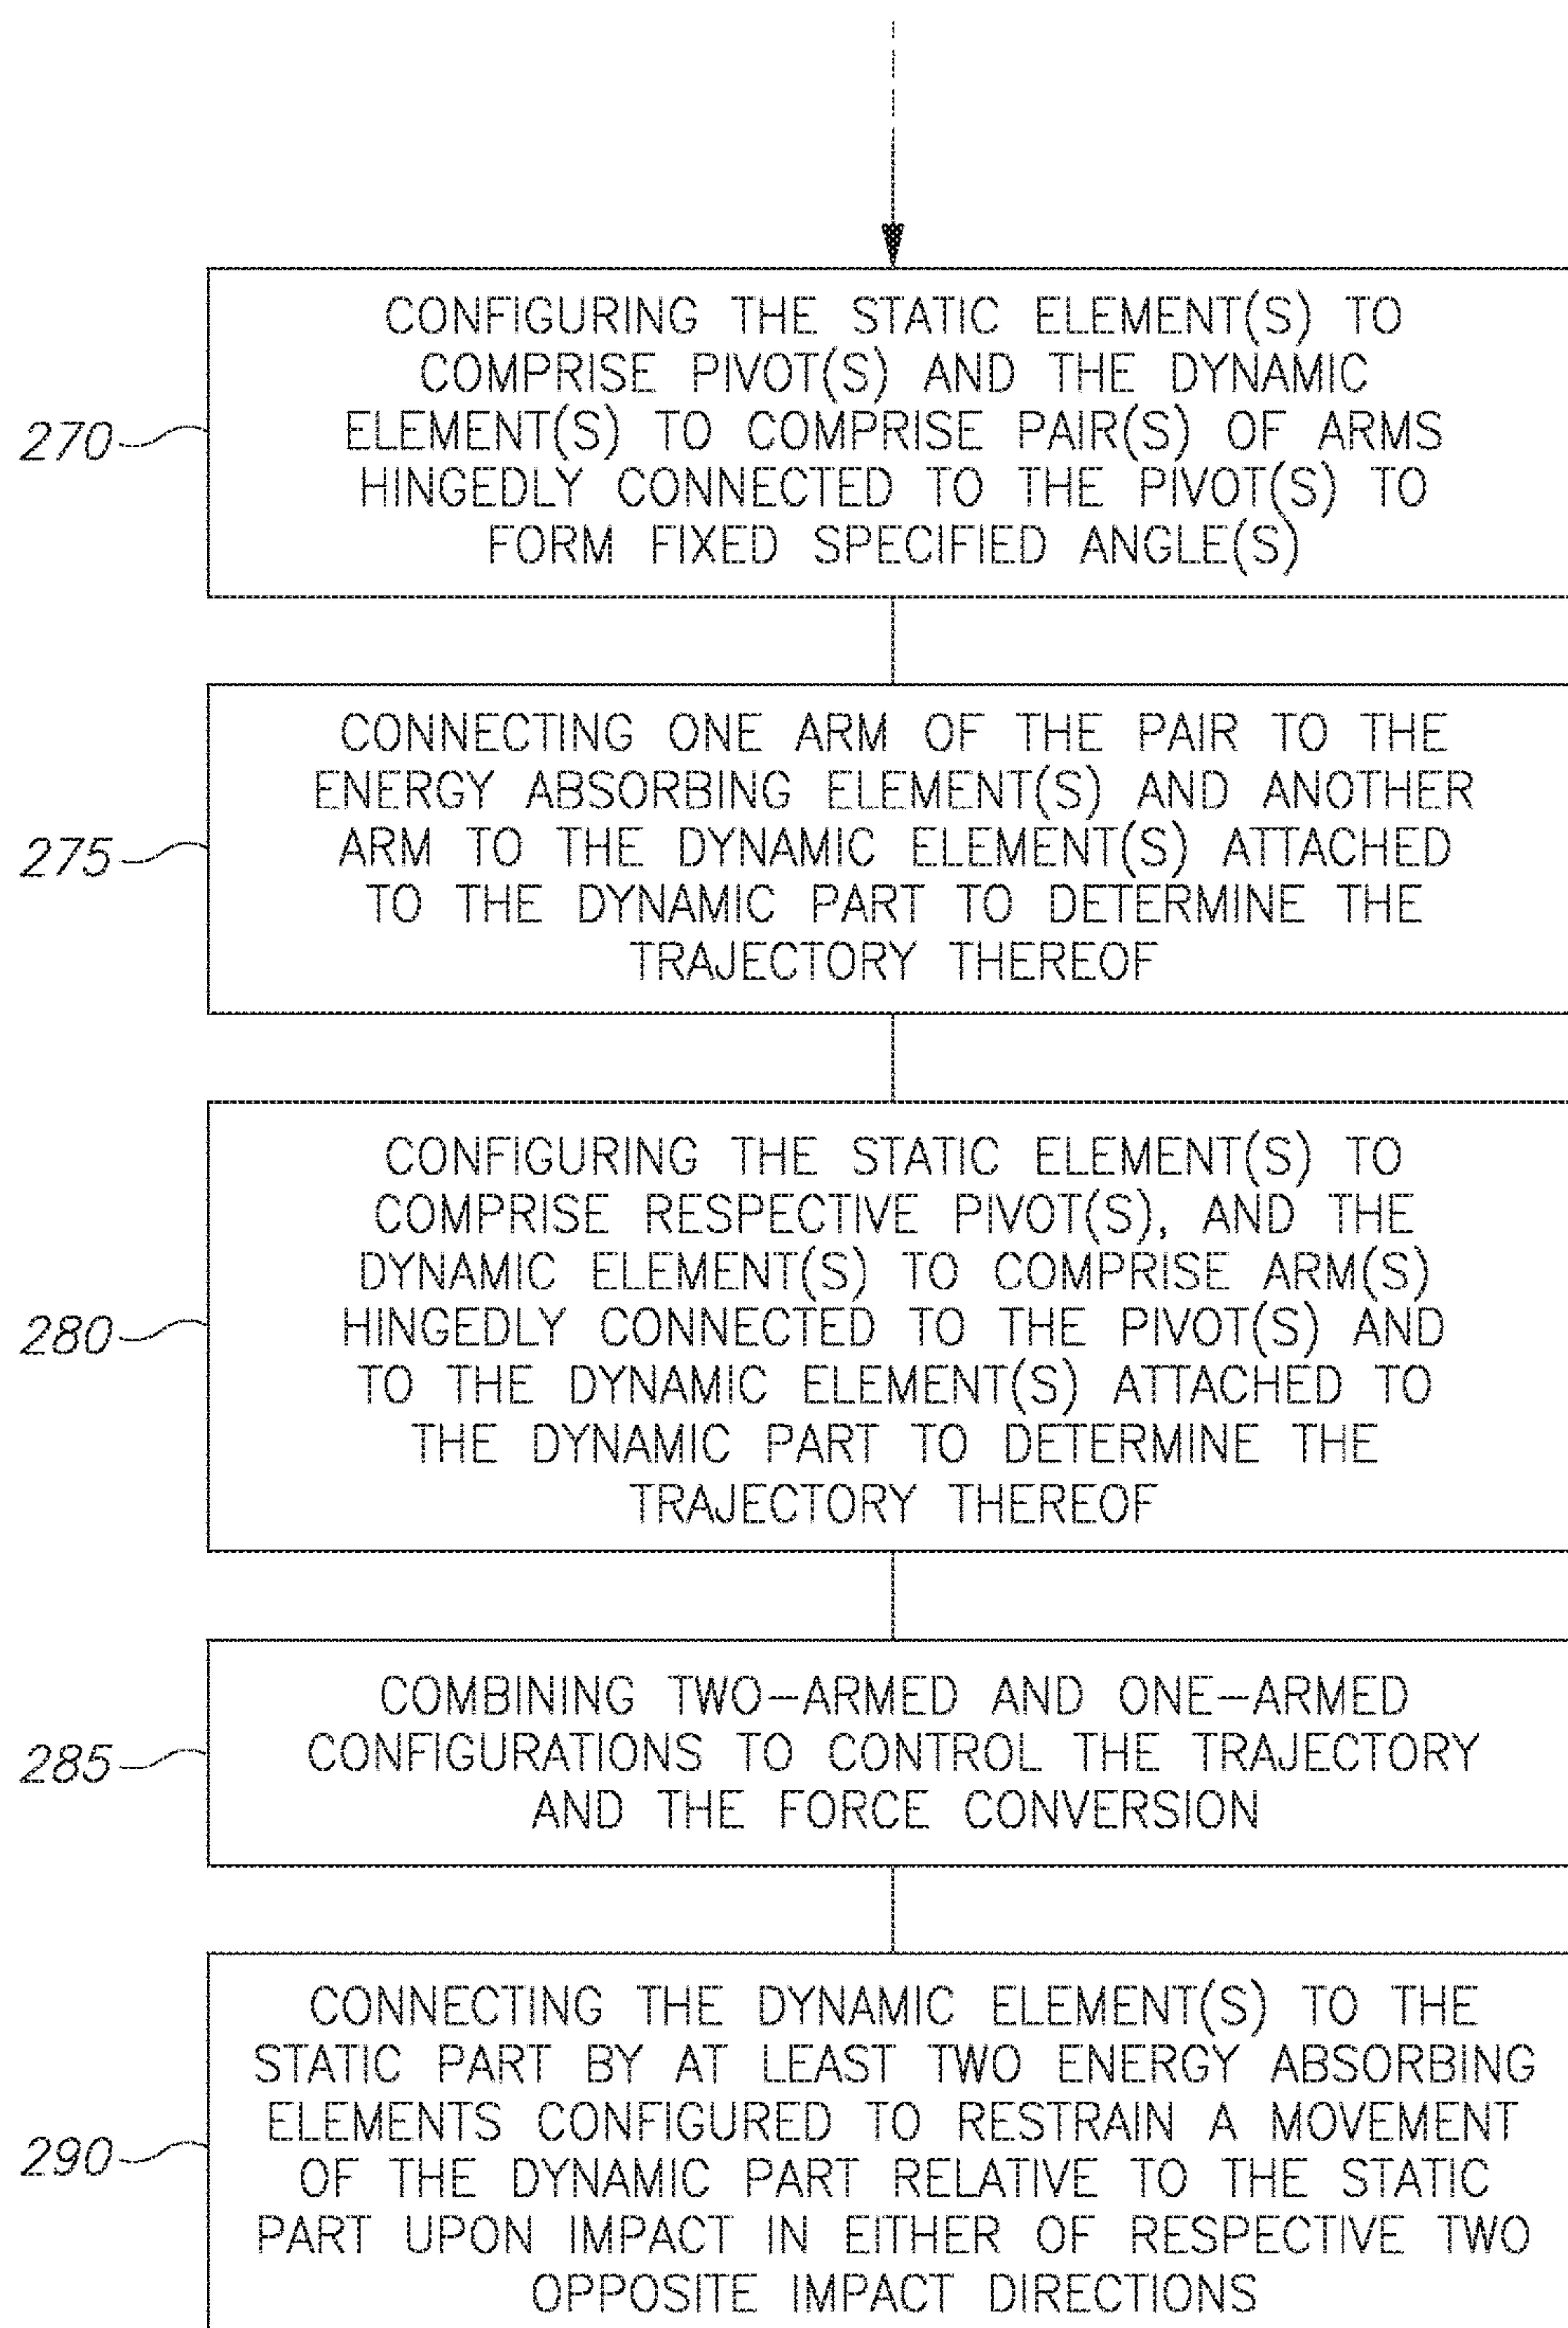 CONFIGURING THE STATIC ELEMENT(S) TO
COMPRISE PIVOT(S) AND THE DYNAMIC
ELEMENT(S) TO COMPRISE PAIR(S) OF ARMS
HINGEDLY CONNECTED TO THE PIVOT(S) TO
FORM FIXED SPECIFIED ANGLE(S)
270
CONNECTING ONE ARM OF THE PAIR TO THE
ENERGY ABSORBING ELEMENT(S) AND ANOTHER
ARM TO THE DYNAMIC ELEMENT(S) ATTACHED
TO THE DYNAMIC PART TO DETERMINE THE
TRAJECTORY THEREOF
275
CONFIGURING THE STATIC ELEMENT(S) TO
COMPRISE RESPECTIVE PIVOT(S), AND THE
DYNAMIC ELEMENT(S) TO COMPRISE ARM(S)
HINGEDLY CONNECTED TO THE PIVOT(S) AND
TO THE DYNAMIC ELEMENT(S) ATTACHED TO
THE DYNAMIC PART TO DETERMINE THE
TRAJECTORY THEREOF
280
COMBINING TWO-ARMED AND ONE-ARMED
CONFIGURATIONS TO CONTROL THE TRAJECTORY
AND THE FORCE CONVERSION
285
CONNECTING THE DYNAMIC ELEMENT(S) TO THE
STATIC PART BY AT LEAST TWO ENERGY ABSORBING
ELEMENTS CONFIGURED TO RESTRAIN A MOVEMENT
OF THE DYNAMIC PART RELATIVE TO THE STATIC
PART UPON IMPACT IN EITHER OF RESPECTIVE TWO
OPPOSITE IMPACT DIRECTIONS
290